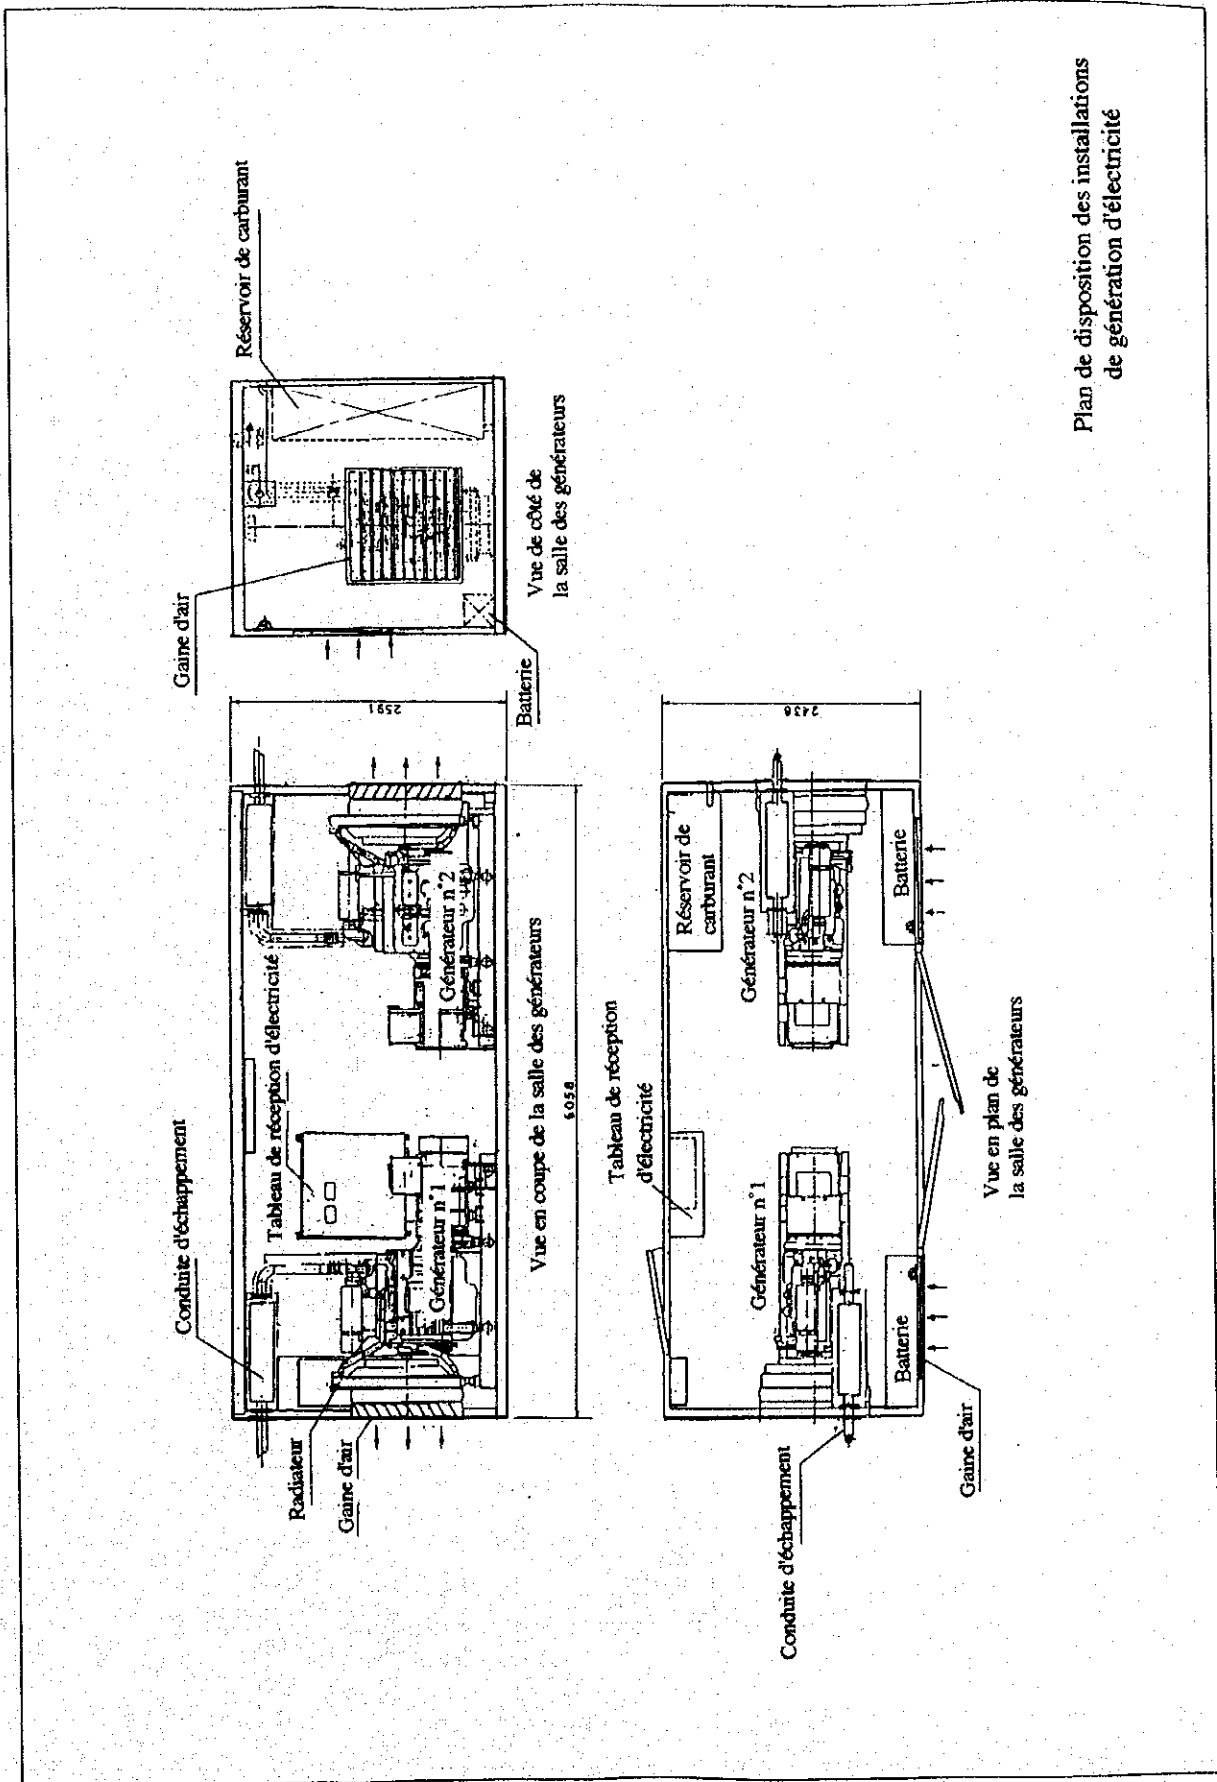 Conduite d'échappement
Tableau de réception d'électricité
Radiateur
Gaine d'air
Générateur n°1
Générateur n°2
2591
6058
Vue en coupe de la salle des générateurs
Gaine d'air
Réservoir de carburant
Batterie
Vue de côté de
la salle des générateurs
Tableau de réception
d'électricité
Réservoir de
carburant
Générateur n°1
Générateur n°2
2438
Batterie
Batterie
Conduite d'échappement
Gaine d'air
Vue en plan de
la salle des générateurs
Plan de disposition des installations
de génération d'électricité